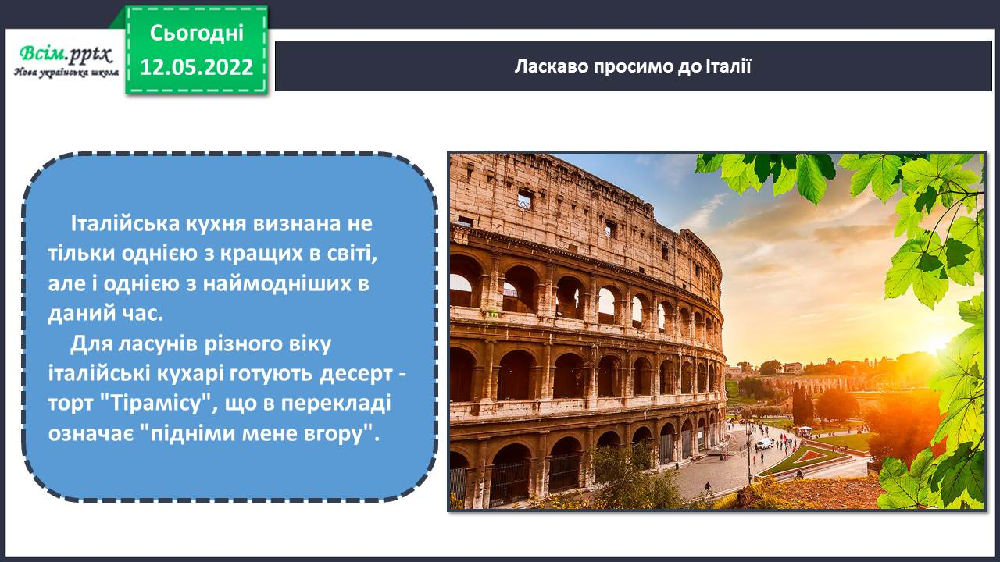 Сьогодні
12.05.2022
Всім.pptx
Нова українська школа
Ласкаво просимо до Італії
Італійська кухня визнана не
тільки однією з кращих в світі,
але і однією з наймодніших в
даний час.
Для ласунів різного віку
італійські кухарі готують десерт -
торт "Тірамісу", що в перекладі
означає "підніми мене вгору".